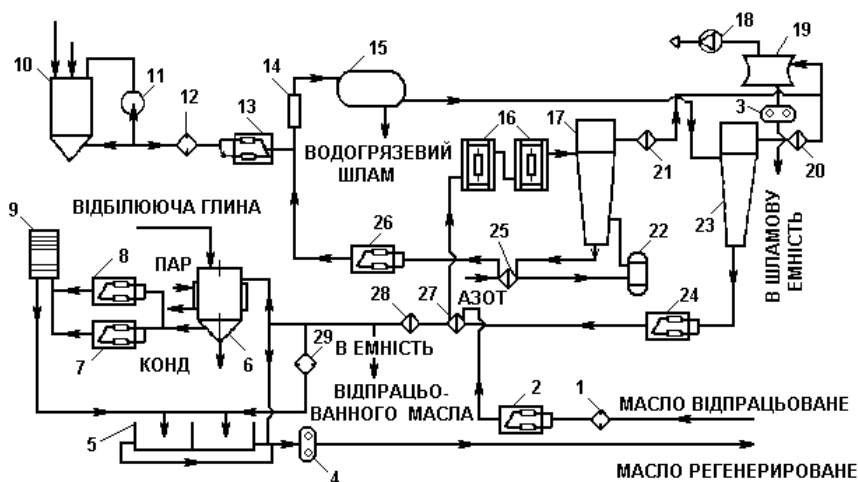 18
19
15
10
11
14
12
3
13
16
17
21
20
ВОДОГРЯЗЕВИЙ
ШЛАМ
23
ВІДБІЛЮЮЧА ГЛИНА
9
8
26
25
22
В ШЛАМОВУ
ЕМНІСТЬ
ПАР
28
27
АЗОТ
24
7
КОНД
6
29
В ЕМНІСТЬ
ВІДПРАЦЬО-
ВАННОГО МАСЛА
2
1
МАСЛО ВІДПРАЦЬОВАНЕ
5
4
МАСЛО РЕГЕНЕРИРОВАНЕ